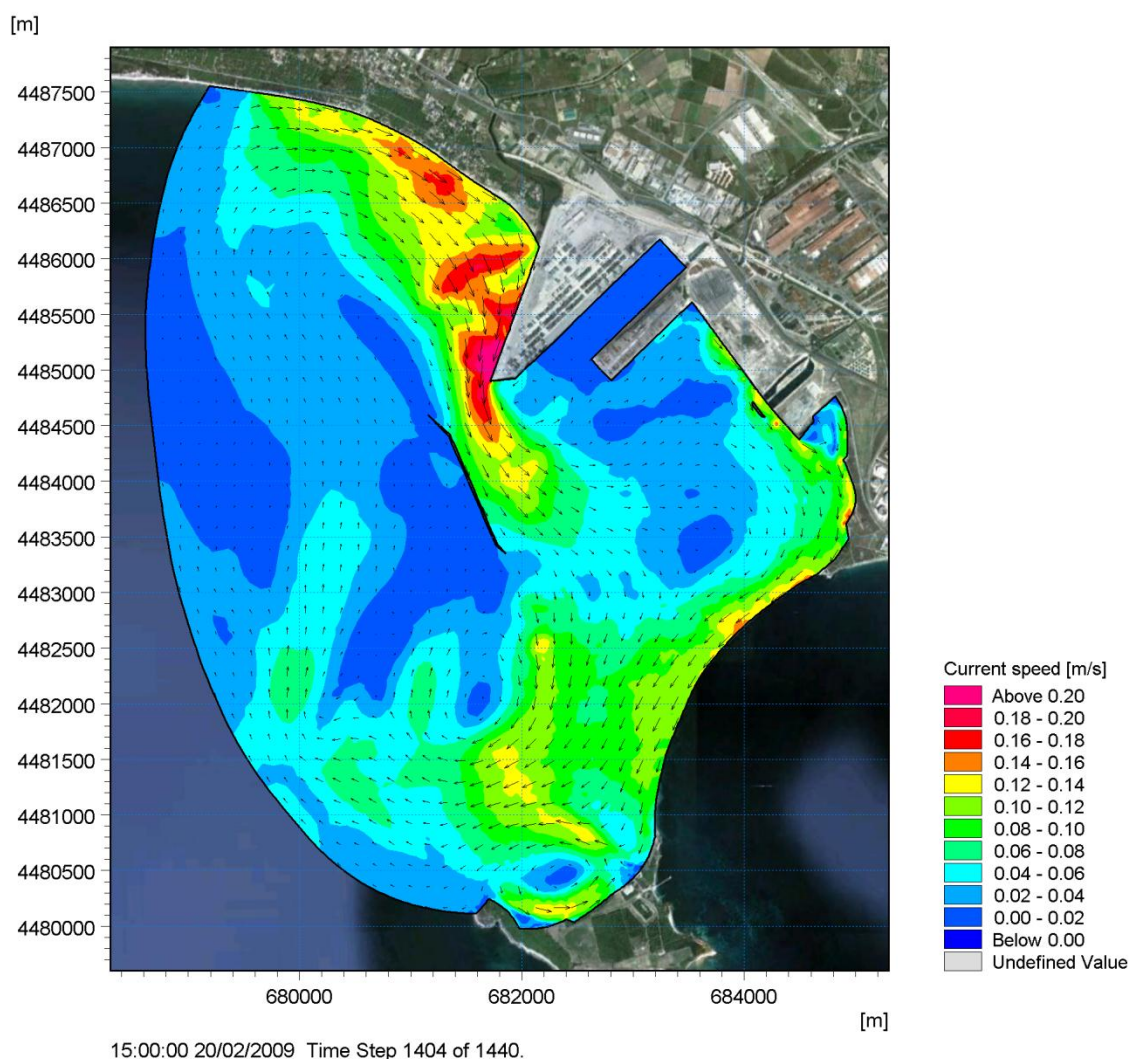 [m]
4487500
4487000
4486500
4486000
4485500
4485000
4484500
4484000
4483500
4483000
4482500
4482000
4481500
4481000
4480500
4480000
680000 682000 684000
[m]
Current speed [m/s]
Above 0.20
0.18 - 0.20
0.16 - 0.18
0.14 - 0.16
0.12 - 0.14
0.10 - 0.12
0.08 - 0.10
0.06 - 0.08
0.04 - 0.06
0.02 - 0.04
0.00 - 0.02
Below 0.00
Undefined Value
15:00:00 20/02/2009 Time Step 1404 of 1440.